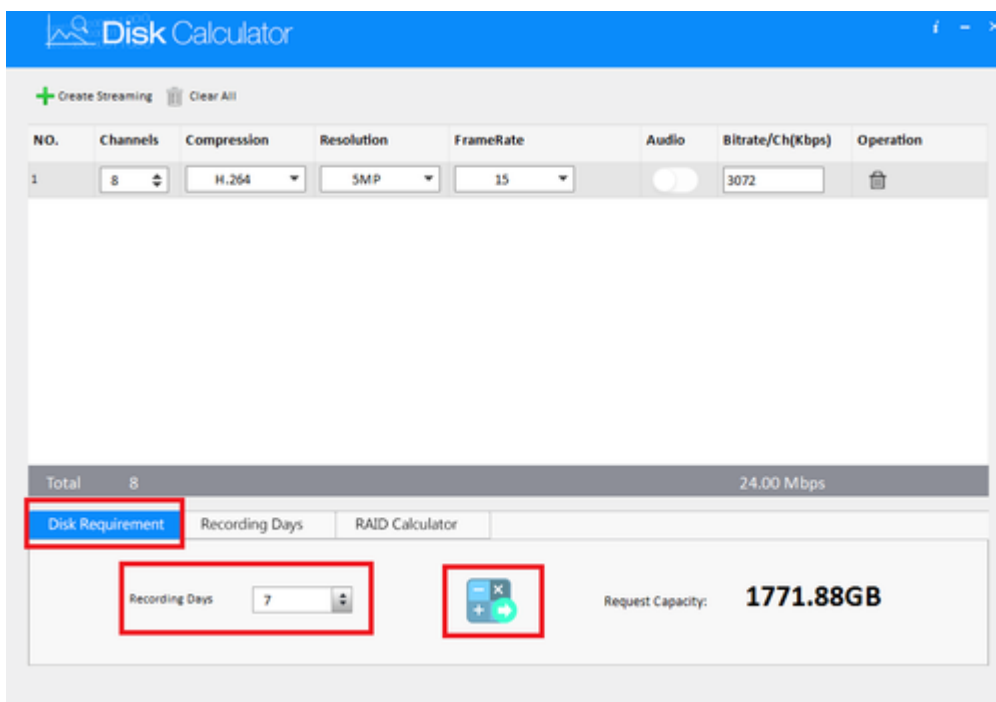 Disk Calculator
Create Streaming Clear All
NO. Channels Compression Resolution FrameRate Audio Bitrate/Ch(Kbps) Operation
1 8 H.264 5MP 15 3072
Total 8 24.00 Mbps
Disk Requirement Recording Days RAID Calculator
Recording Days 7 Request Capacity: 1771.88GB